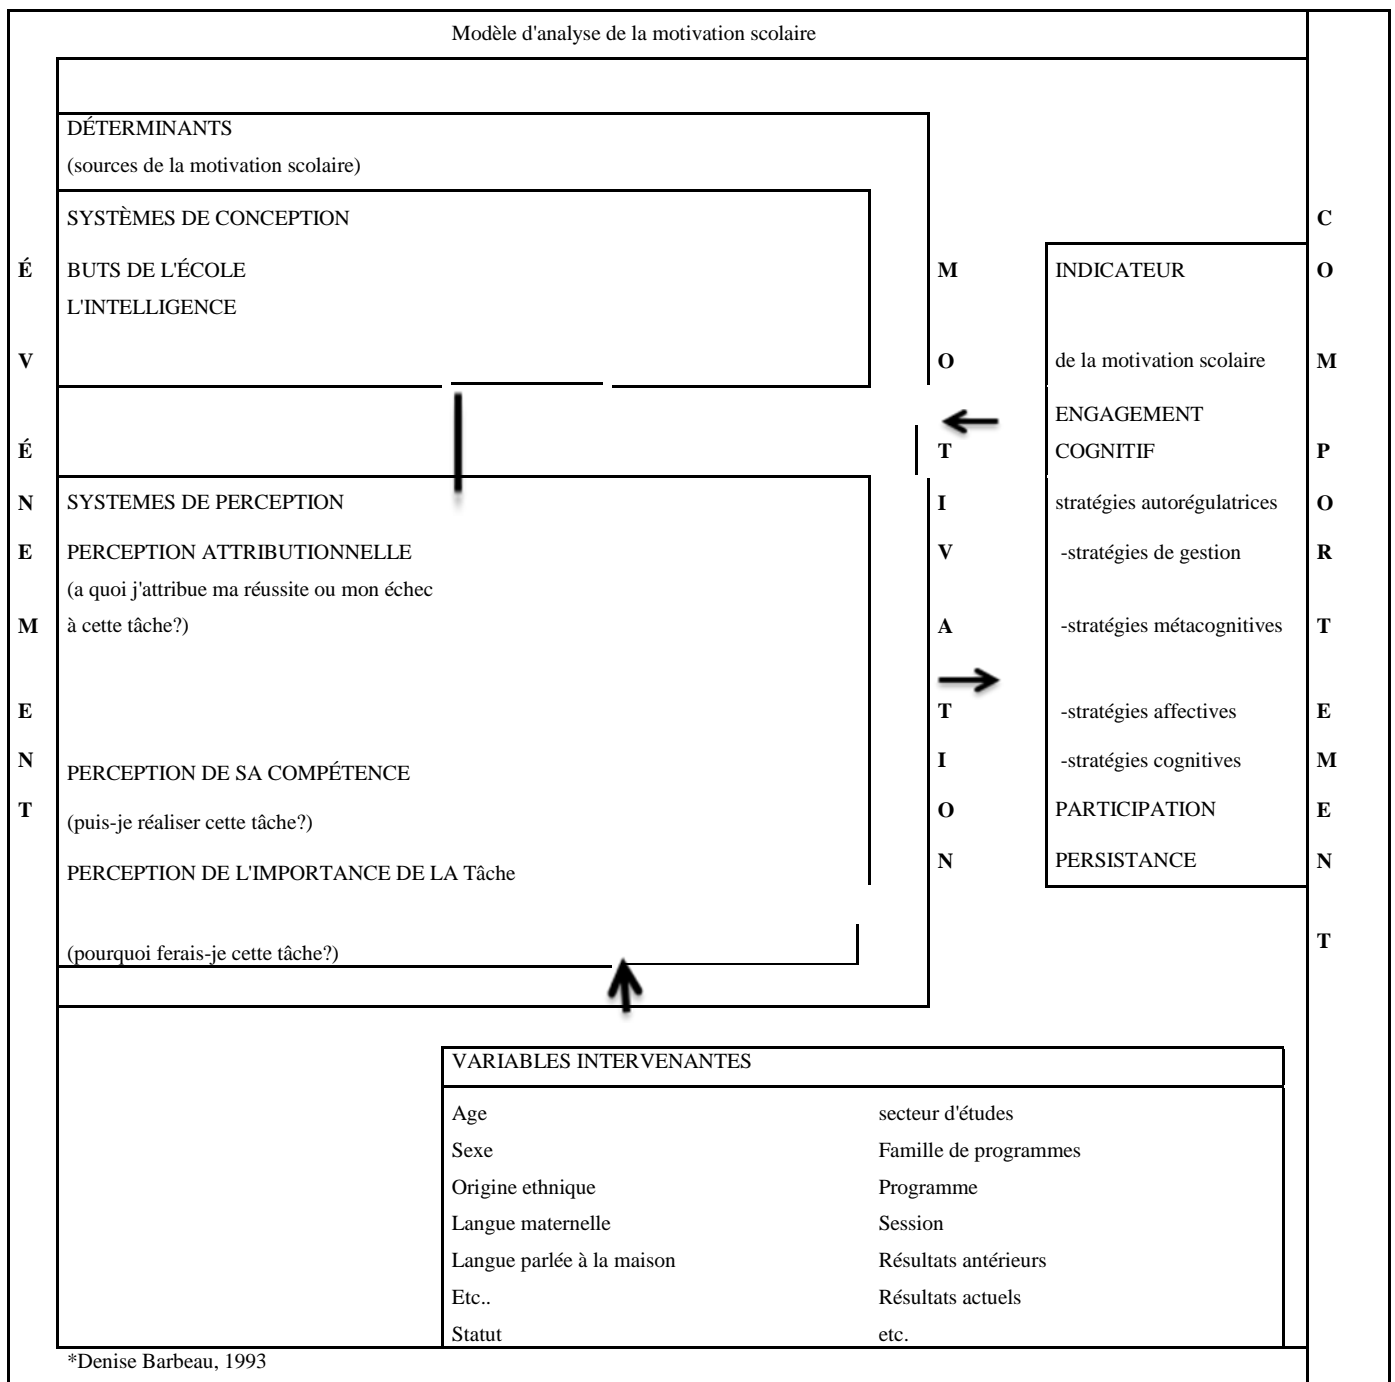 Modèle d'analyse de la motivation scolaire
DÉTERMINANTS
(sources de la motivation scolaire)
SYSTÈMES DE CONCEPTION
BUTS DE L'ÉCOLE
L'INTELLIGENCE
SYSTEMES DE PERCEPTION
PERCEPTION ATTRIBUTIONNELLE
(a quoi j'attribue ma réussite ou mon échec
à cette tâche?)
PERCEPTION DE SA COMPÉTENCE
(puis-je réaliser cette tâche?)
PERCEPTION DE L'IMPORTANCE DE LA Tâche
(pourquoi ferais-je cette tâche?)
É
V
É
N
E
M
E
N
T
M
O
T
I
V
A
T
I
O
N
INDICATEUR
de la motivation scolaire
ENGAGEMENT
COGNITIF
stratégies autorégulatrices
-stratégies de gestion
-stratégies métacognitives
-stratégies affectives
-stratégies cognitives
PARTICIPATION
PERSISTANCE
C
O
M
P
O
R
T
E
M
E
N
T
VARIABLES INTERVENANTES
Age
Sexe
Origine ethnique
Langue maternelle
Langue parlée à la maison
Etc..
Statut
secteur d'études
Famille de programmes
Programme
Session
Résultats antérieurs
Résultats actuels
etc.
*Denise Barbeau, 1993